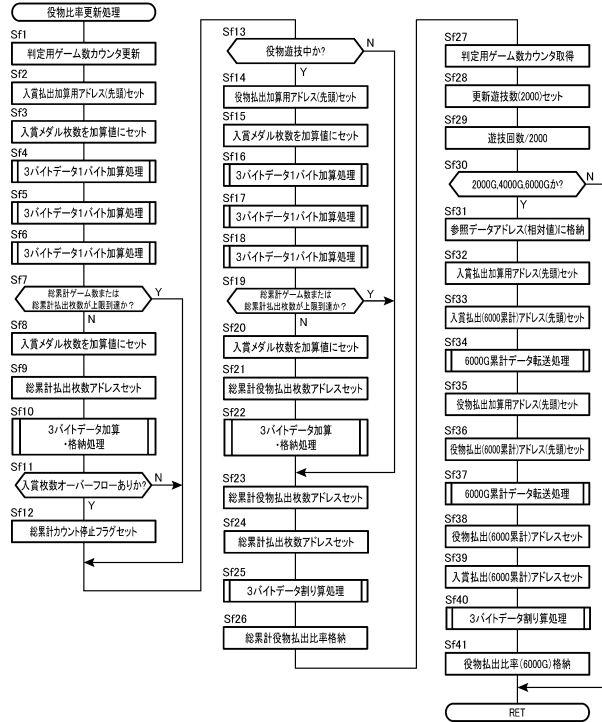 役物比率更新処理
Sf1
判定用ゲーム数カウンタ更新
Sf2
入賞払出加算用アドレス(先頭)セット
Sf3
入賞メダル枚数を加算値にセット
Sf4
3バイトデータ1バイト加算処理
Sf5
3バイトデータ1バイト加算処理
Sf6
3バイトデータ1バイト加算処理
Sf7
総累計ゲーム数または
総累計払出枚数が上限到達か?
Y
N
Sf8
入賞メダル枚数を加算値にセット
Sf9
総累計払出枚数アドレスセット
Sf10
3バイトデータ加算
・格納処理
Sf11
入賞枚数オーバーフローありか?
N
Y
Sf12
総累計カウント停止フラグセット
Sf13
役物遊技中か?
N
Y
Sf14
役物払出加算用アドレス(先頭)セット
Sf15
入賞メダル枚数を加算値にセット
Sf16
3バイトデータ1バイト加算処理
Sf17
3バイトデータ1バイト加算処理
Sf18
3バイトデータ1バイト加算処理
Sf19
総累計ゲーム数または
総累計払出枚数が上限到達か?
Y
N
Sf20
入賞メダル枚数を加算値にセット
Sf21
総累計役物払出枚数アドレスセット
Sf22
3バイトデータ加算
・格納処理
Sf23
総累計役物払出枚数アドレスセット
Sf24
総累計払出枚数アドレスセット
Sf25
3バイトデータ割り算処理
Sf26
総累計役物払出比率格納
Sf27
判定用ゲーム数カウンタ取得
Sf28
更新遊技数(2000)セット
Sf29
遊技回数/2000
Sf30
2000G,4000G,6000Gか?
N
Y
Sf31
参照データアドレス(相対値)に格納
Sf32
入賞払出加算用アドレス(先頭)セット
Sf33
入賞払出(6000累計)アドレス(先頭)セット
Sf34
6000G累計データ転送処理
Sf35
役物払出加算用アドレス(先頭)セット
Sf36
役物払出(6000累計)アドレス(先頭)セット
Sf37
6000G累計データ転送処理
Sf38
役物払出(6000累計)アドレスセット
Sf39
入賞払出(6000累計)アドレスセット
Sf40
3バイトデータ割り算処理
Sf41
役物払出比率(6000G)格納
RET